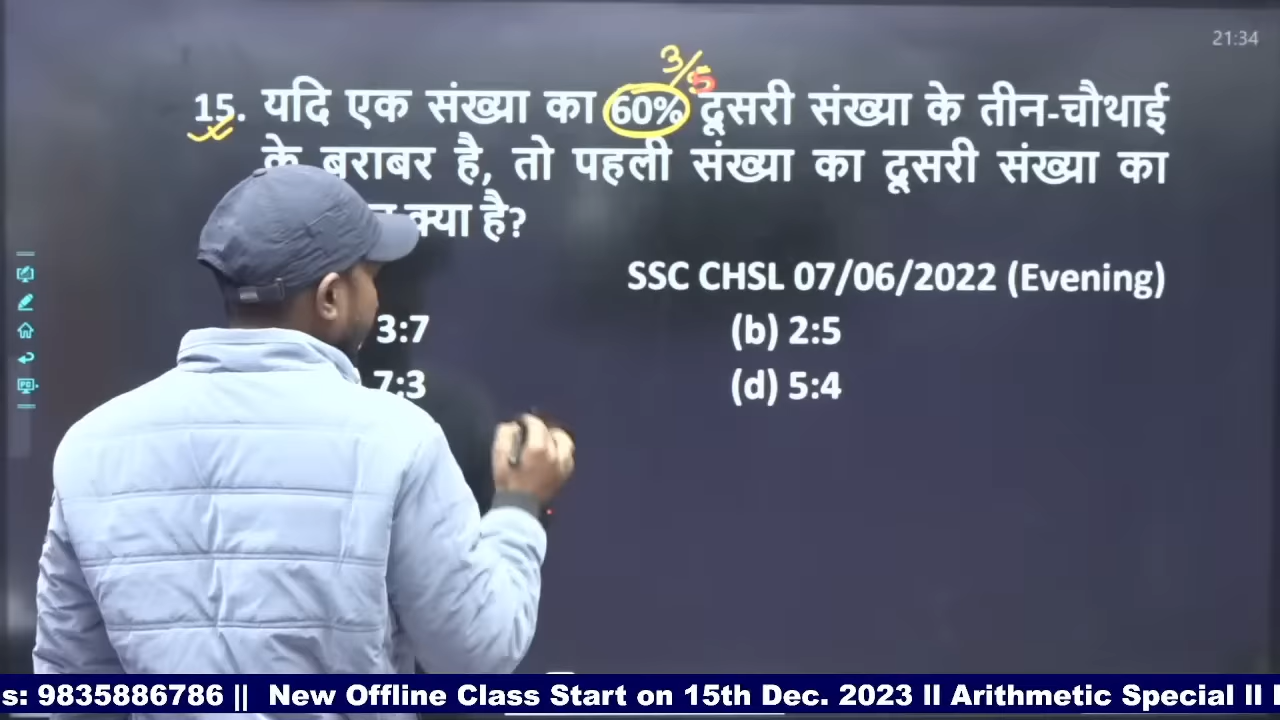 21:34
3/5
15. यदि एक संख्या का 60% दूसरी संख्या के तीन-चौथाई
के बराबर है, तो पहली संख्या का दूसरी संख्या का
क्या है?
SSC CHSL 07/06/2022 (Evening)
3:7 (b) 2:5
7:3 (d) 5:4
s: 9835886786 || New Offline Class Start on 15th Dec. 2023 II Arithmetic Special II